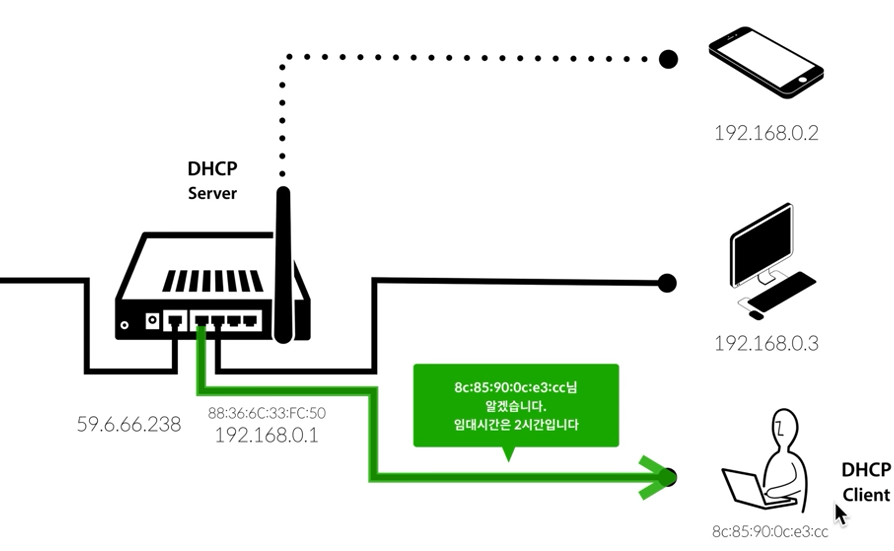 192.168.0.2
DHCP
Server
192.168.0.3
8c:85:90:0c:e3:cc님
알겠습니다.
임대시간은 2시간입니다
59.6.66.238
88:36:6C:33:FC:50
192.168.0.1
DHCP
Client
8c:85:90:0c:e3:cc